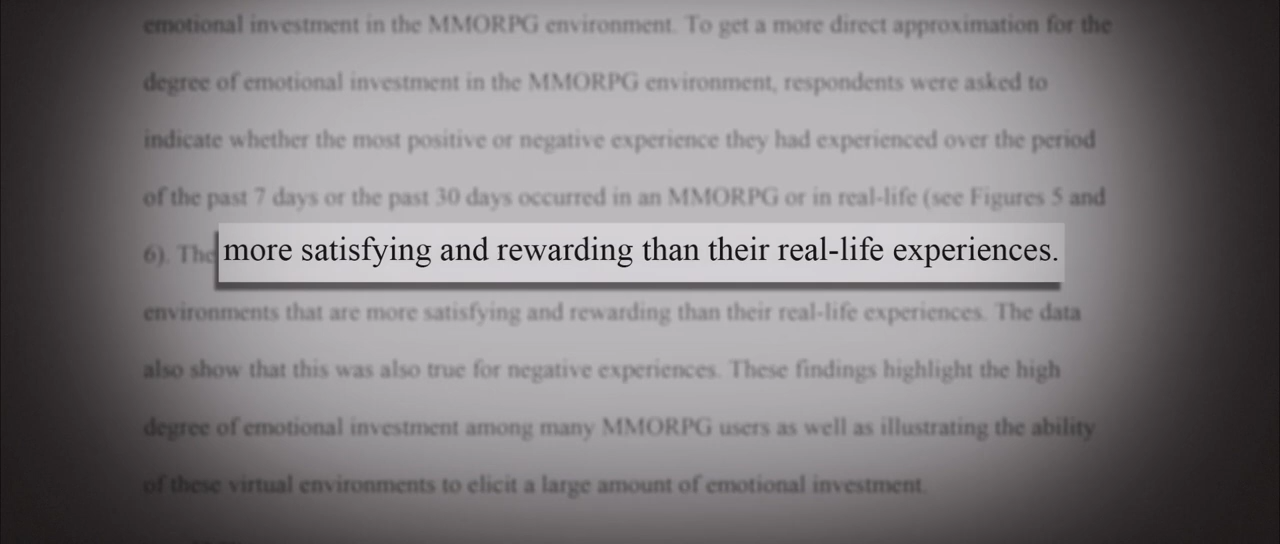 emotional investment in the MMORPG environment. To get a more direct approximation for the
degree of emotional investment in the MMORPG environment, respondents were asked to
indicate whether the most positive or negative experience they had experienced over the period
of the past 7 days or the past 30 days occurred in an MMORPG or in real-life (see Figures 5 and
6). The
more satisfying and rewarding than their real-life experiences.
environments that are more satisfying and rewarding than their real-life experiences. The data
also show that this was also true for negative experiences. These findings highlight the high
degree of emotional investment among many MMORPG users as well as illustrating the ability
of these virtual environments to elicit a large amount of emotional investment.